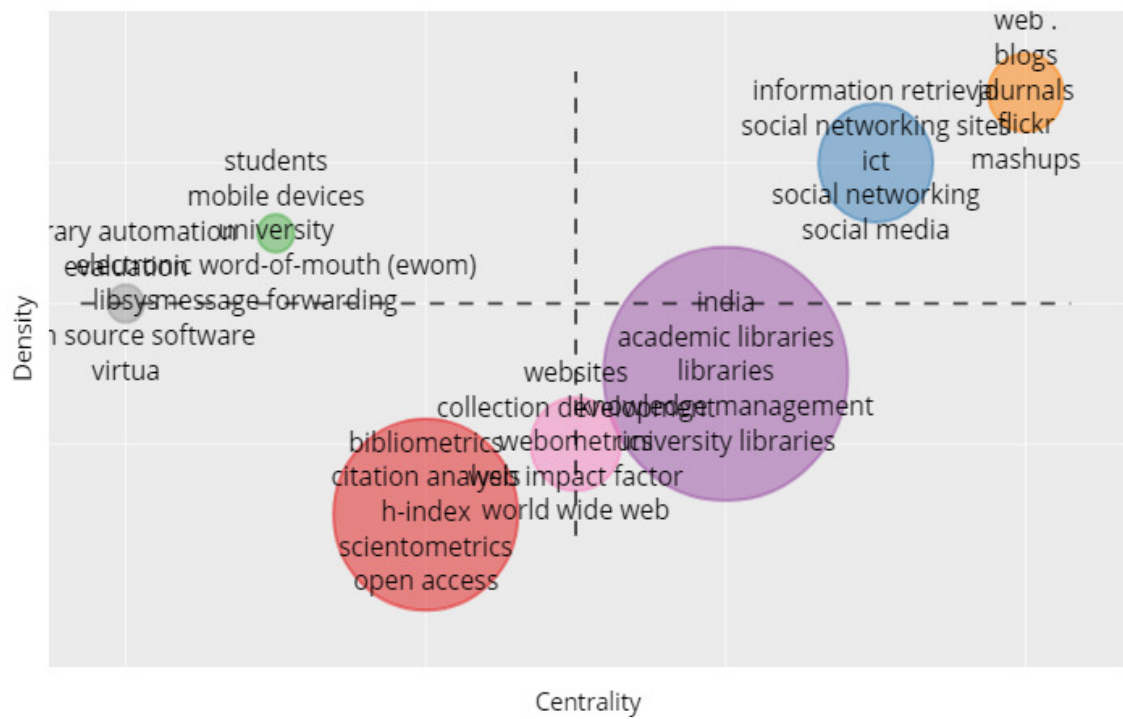 web .
blogs
journals
flickr
mashups
information retrieval
social networking sites
ict
social networking
social media
students
mobile devices
university
electronic word-of-mouth (ewom)
message forwarding
rary automation
evaluation
libsys
n source software
virtua
india
academic libraries
libraries
knowledge management
university libraries
websites
collection development
webometrics
web impact factor
world wide web
bibliometrics
citation analysis
h-index
scientometrics
open access
Density
Centrality